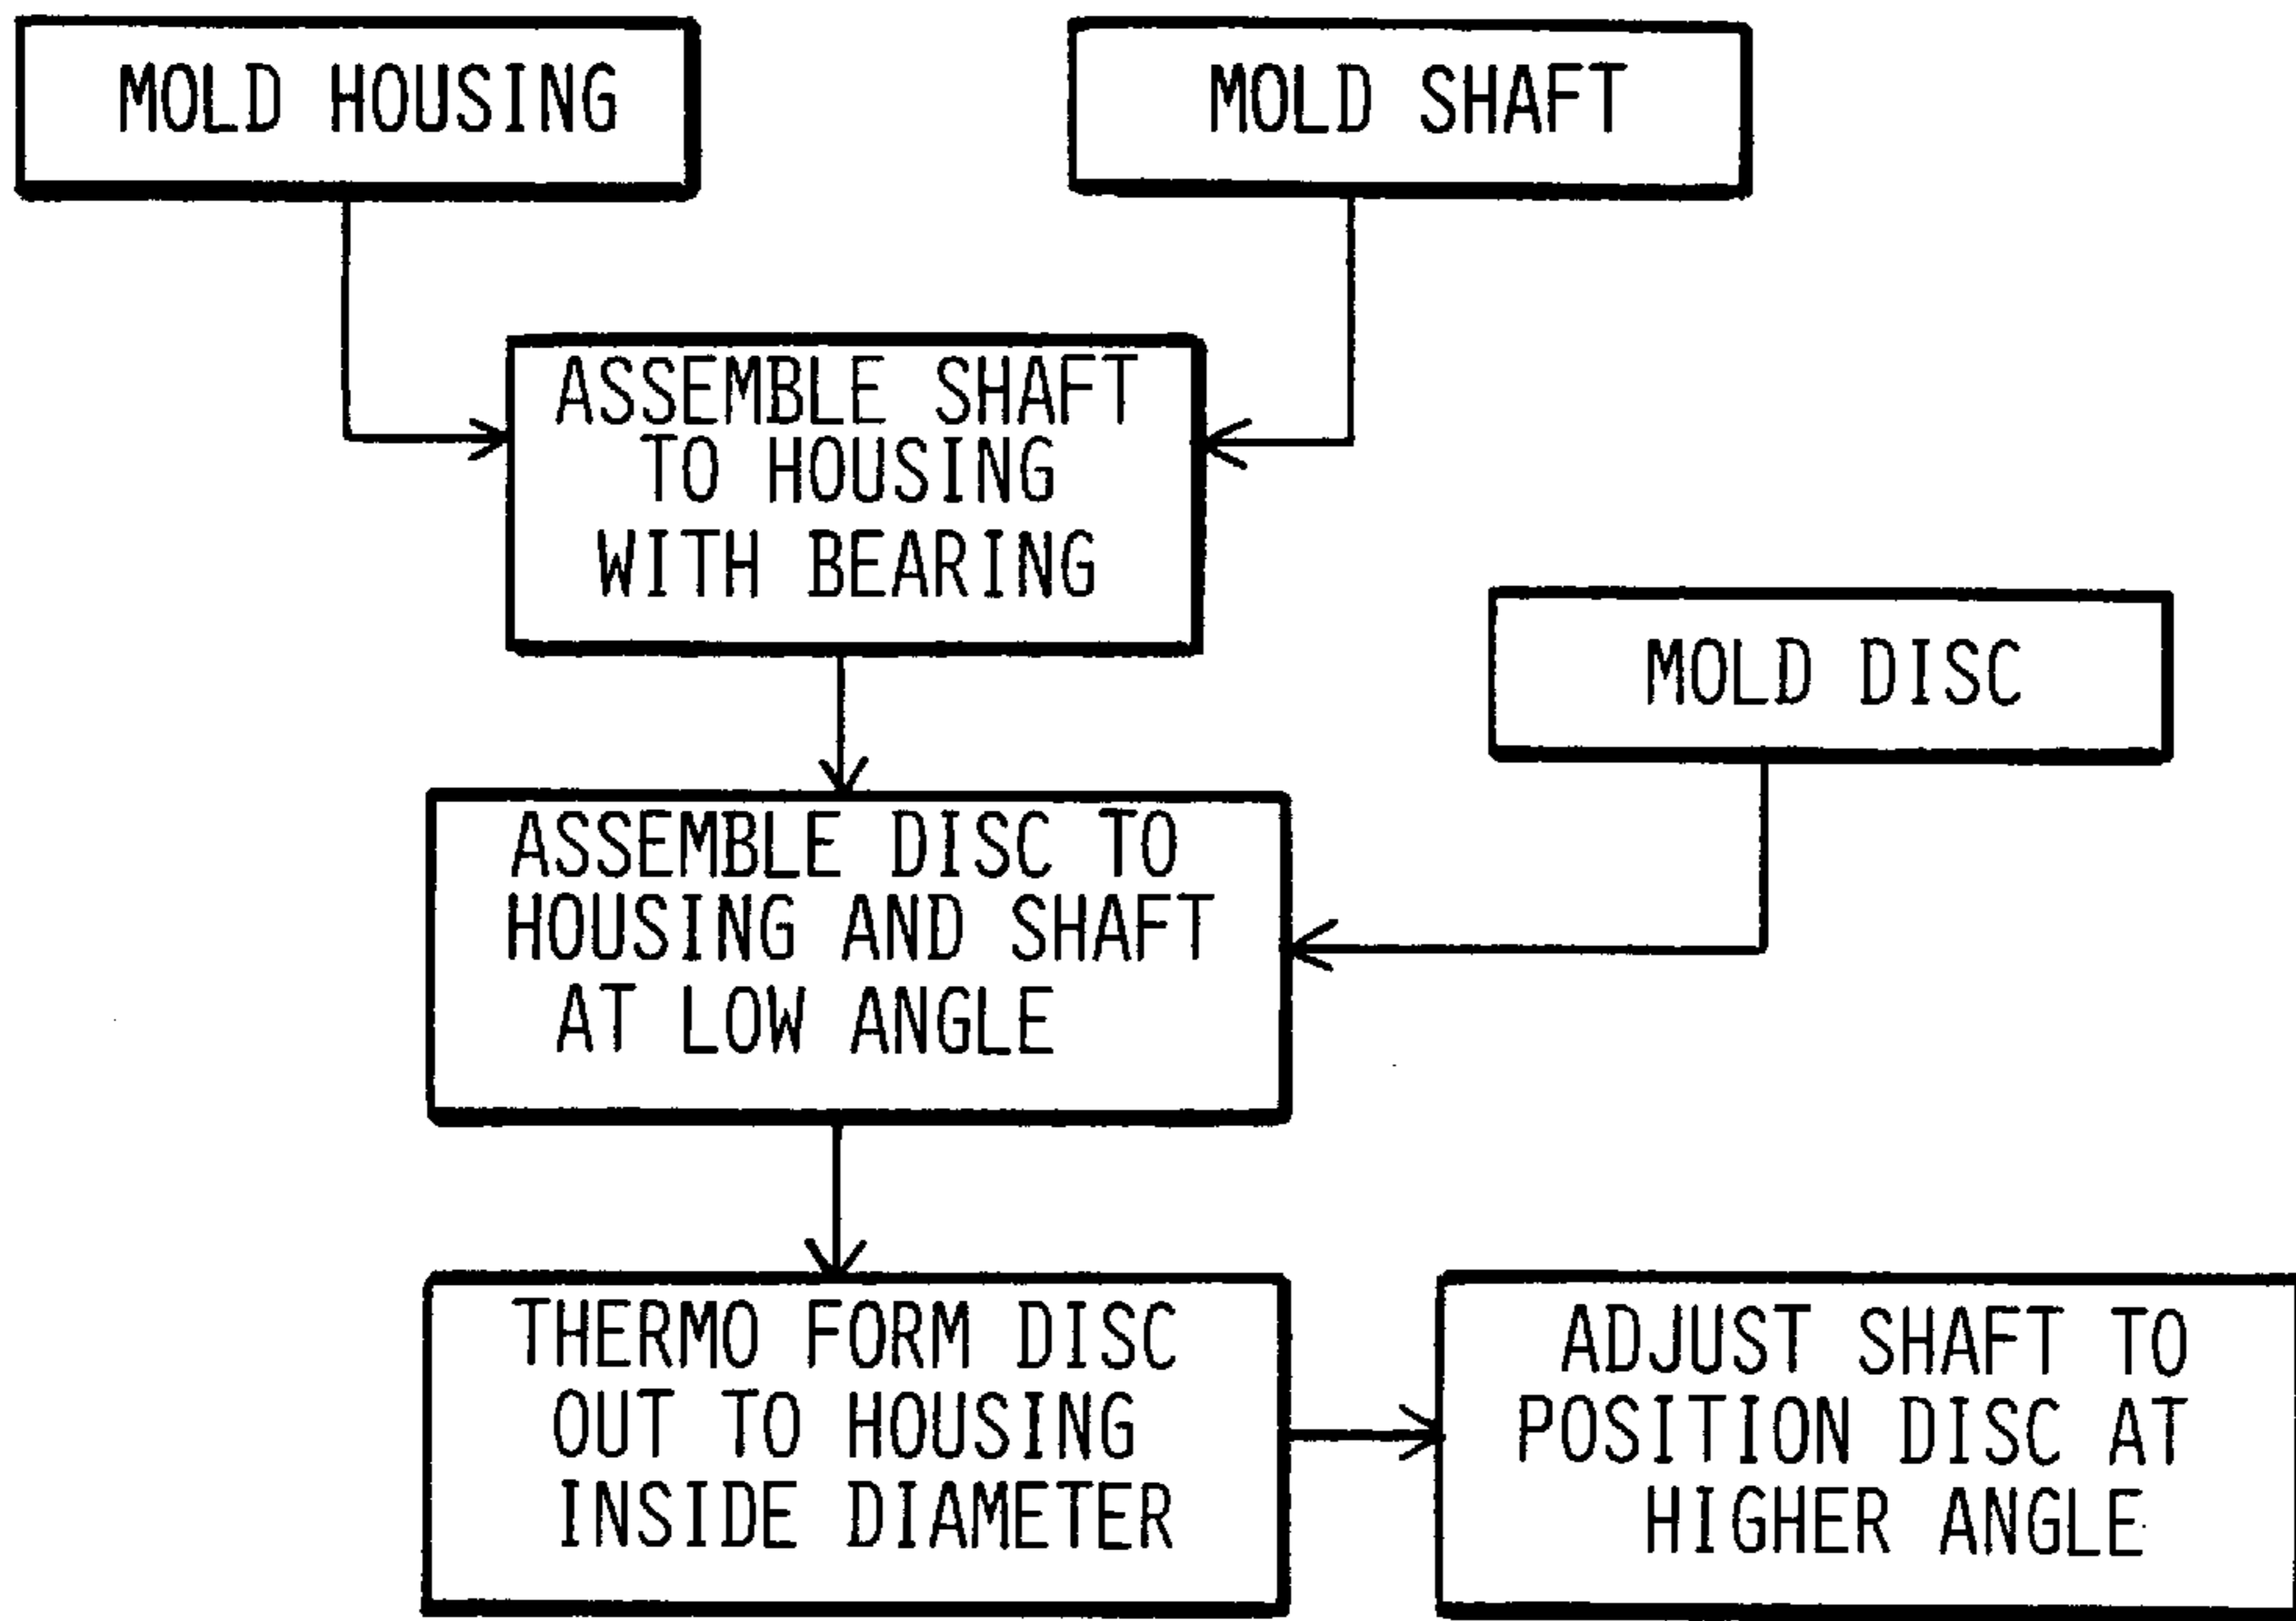 MOLD HOUSING
MOLD SHAFT
ASSEMBLE SHAFT
TO HOUSING
WITH BEARING
MOLD DISC
ASSEMBLE DISC TO
HOUSING AND SHAFT
AT LOW ANGLE
THERMO FORM DISC
OUT TO HOUSING
INSIDE DIAMETER
ADJUST SHAFT TO
POSITION DISC AT
HIGHER ANGLE